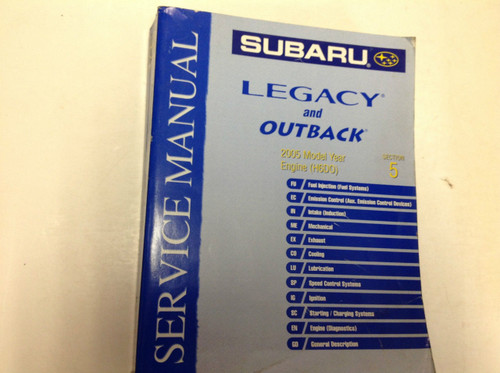 SERVICE MANUAL
SUBARU®
LEGACY®
and
OUTBACK®
2005 Model Year
Engine (H6DO)
SECTION
5
FU Fuel Injection (Fuel Systems)
EC Emission Control (Aux. Emission Control Devices)
IN Intake (Induction)
ME Mechanical
EX Exhaust
CO Cooling
LU Lubrication
SP Speed Control Systems
IG Ignition
SC Starting / Charging Systems
EN Engine (Diagnostics)
GD General Description